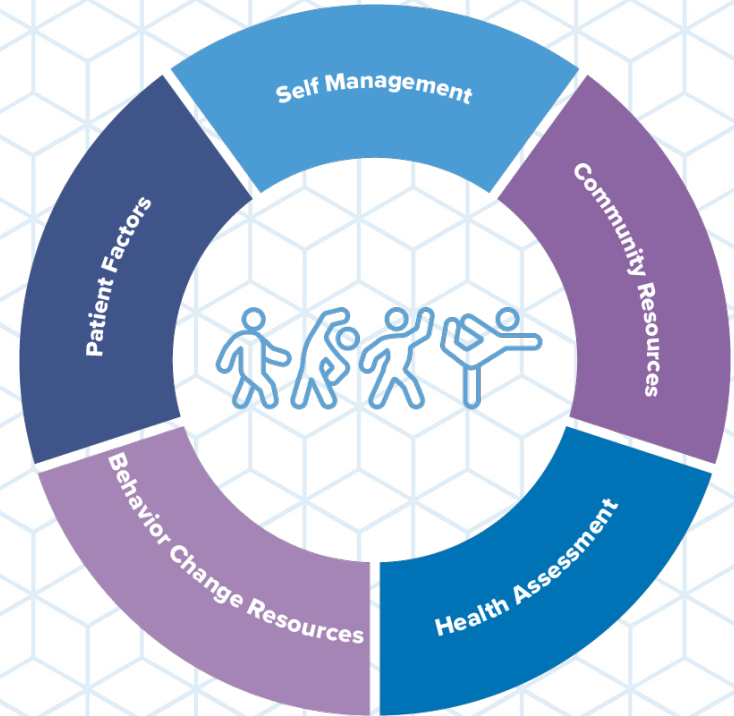 Self Management
Community Resources
Health Assessment
Behavior Change Resources
Patient Factors